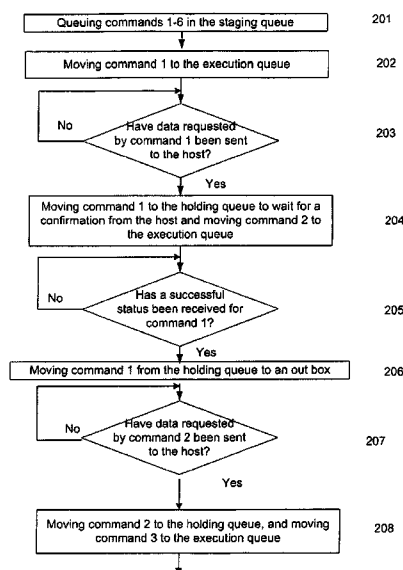 Queuing commands 1-6 in the staging queue
201
Moving command 1 to the execution queue
202
No
Have data requested
by command 1 been sent
to the host?
203
Yes
Moving command 1 to the holding queue to wait for a
confirmation from the host and moving command 2 to
the execution queue
204
No
Has a successful
status been received for
command 1?
205
Yes
Moving command 1 from the holding queue to an out box
206
No
Have data requested
by command 2 been sent
to the host?
207
Yes
Moving command 2 to the holding queue, and moving
command 3 to the execution queue
208